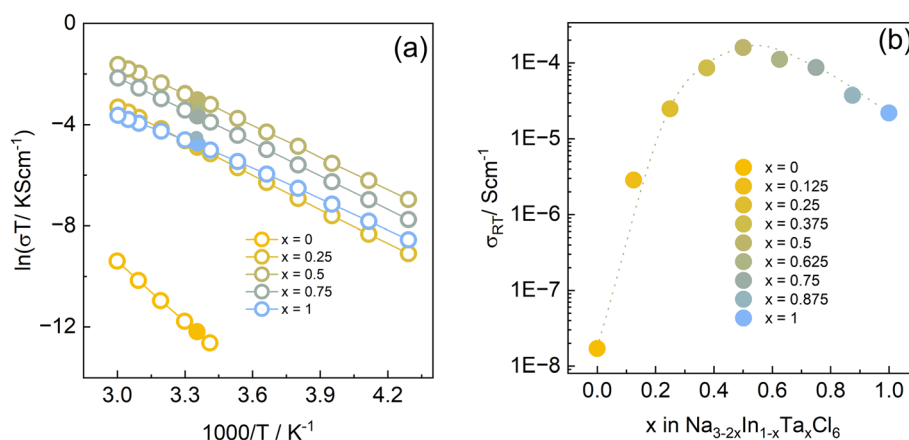 (a)
0
−4
−8
−12
ln(σT/ KScm⁻¹)
x = 0
x = 0.25
x = 0.5
x = 0.75
x = 1
3.0 3.3 3.6 3.9 4.2
1000/T / K⁻¹
(b)
1E−4
1E−5
1E−6
1E−7
1E−8
σRT/ Scm⁻¹
x = 0
x = 0.125
x = 0.25
x = 0.375
x = 0.5
x = 0.625
x = 0.75
x = 0.875
x = 1
0.0 0.2 0.4 0.6 0.8 1.0
x in Na₃₋₂ₓIn₁₋ₓTaₓCl₆